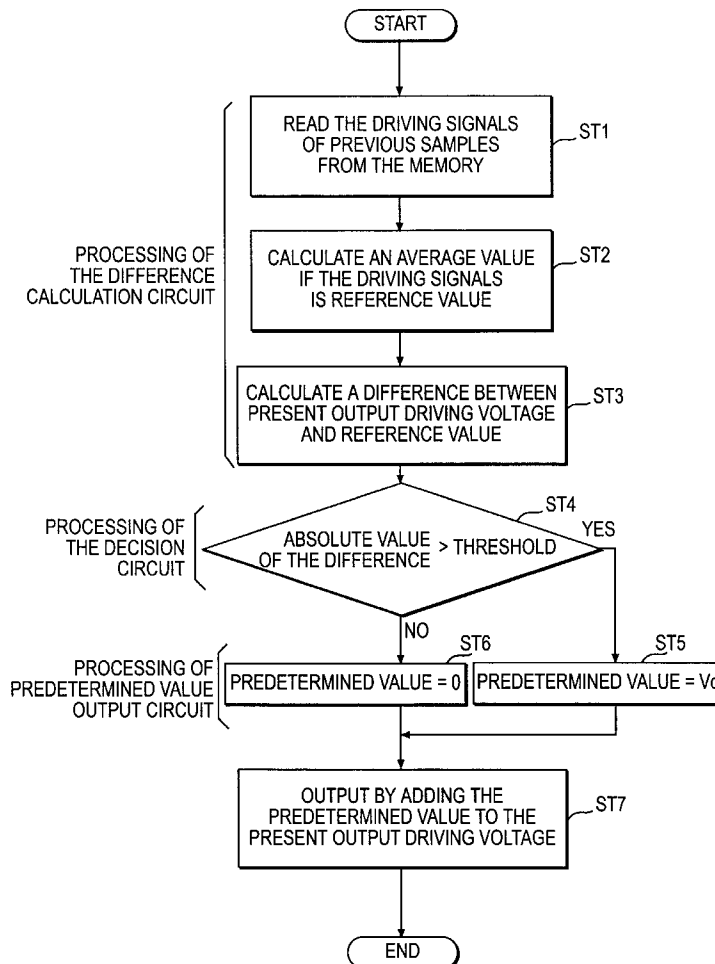 START
READ THE DRIVING SIGNALS
OF PREVIOUS SAMPLES
FROM THE MEMORY
ST1
PROCESSING OF
THE DIFFERENCE
CALCULATION CIRCUIT
CALCULATE AN AVERAGE VALUE
IF THE DRIVING SIGNALS
IS REFERENCE VALUE
ST2
CALCULATE A DIFFERENCE BETWEEN
PRESENT OUTPUT DRIVING VOLTAGE
AND REFERENCE VALUE
ST3
PROCESSING OF
THE DECISION
CIRCUIT
ABSOLUTE VALUE
OF THE DIFFERENCE > THRESHOLD
ST4
YES
NO
PROCESSING OF
PREDETERMINED VALUE
OUTPUT CIRCUIT
ST6
PREDETERMINED VALUE = 0
ST5
PREDETERMINED VALUE = Vc
OUTPUT BY ADDING THE
PREDETERMINED VALUE TO THE
PRESENT OUTPUT DRIVING VOLTAGE
ST7
END